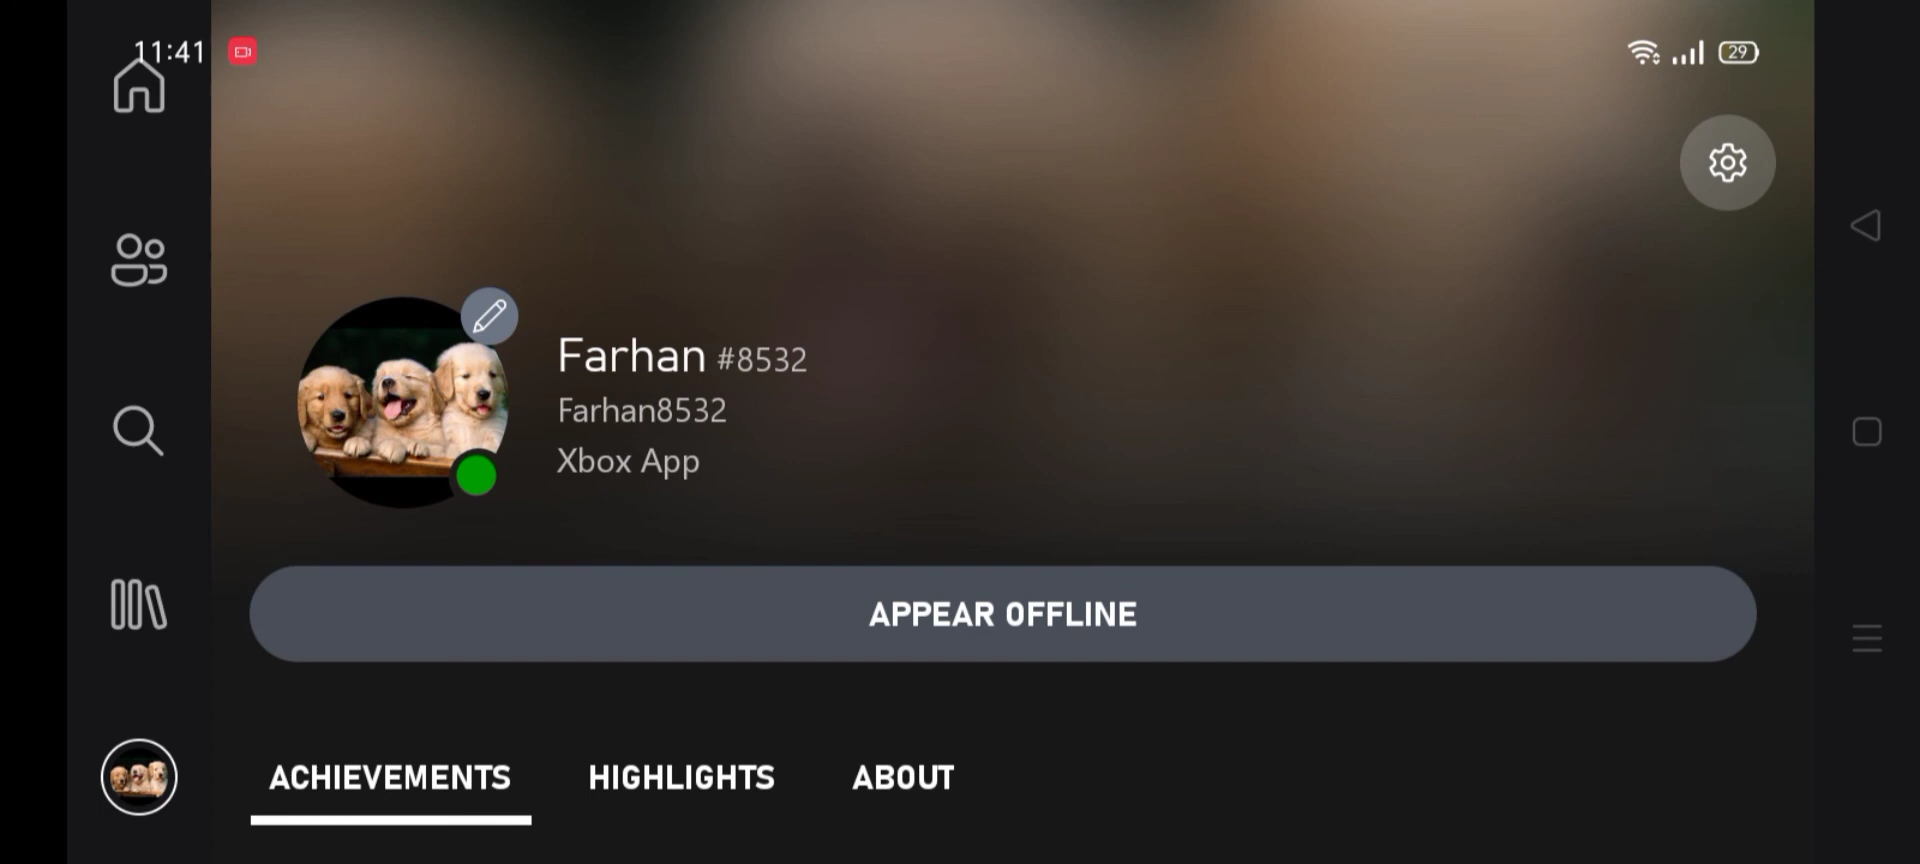 11:41
29
Farhan #8532
Farhan8532
Xbox App
APPEAR OFFLINE
ACHIEVEMENTS HIGHLIGHTS ABOUT